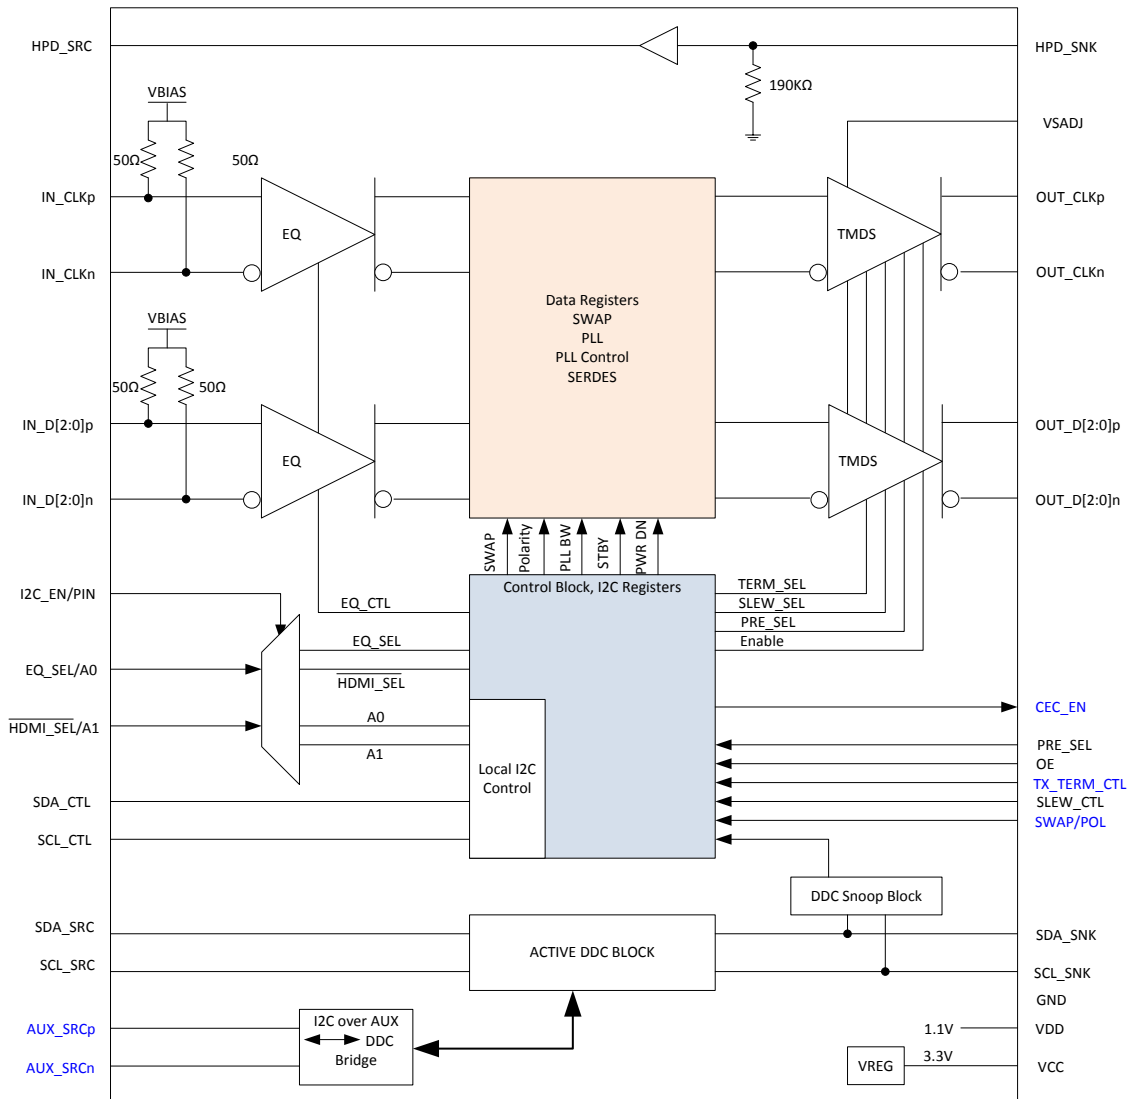 HPD_SRC
HPD_SNK
190KΩ
VBIAS
VSADJ
50Ω
50Ω
IN_CLKp
EQ
TMDS
OUT_CLKp
IN_CLKn
OUT_CLKn
Data Registers
SWAP
PLL
PLL Control
SERDES
VBIAS
50Ω
50Ω
IN_D[2:0]p
EQ
TMDS
OUT_D[2:0]p
IN_D[2:0]n
OUT_D[2:0]n
SWAP
Polarity
PLL BW
STBY
PWR DN
I2C_EN/PIN
Control Block, I2C Registers
TERM_SEL
SLEW_SEL
PRE_SEL
Enable
EQ_CTL
EQ_SEL
EQ_SEL/A0
HDMI_SEL
HDMI_SEL/A1
A0
A1
CEC_EN
PRE_SEL
OE
TX_TERM_CTL
SLEW_CTL
SWAP/POL
Local I2C
Control
SDA_CTL
SCL_CTL
DDC Snoop Block
SDA_SRC
ACTIVE DDC BLOCK
SDA_SNK
SCL_SRC
SCL_SNK
GND
AUX_SRCp
I2C over AUX
DDC
Bridge
AUX_SRCn
1.1V
VDD
VREG
3.3V
VCC